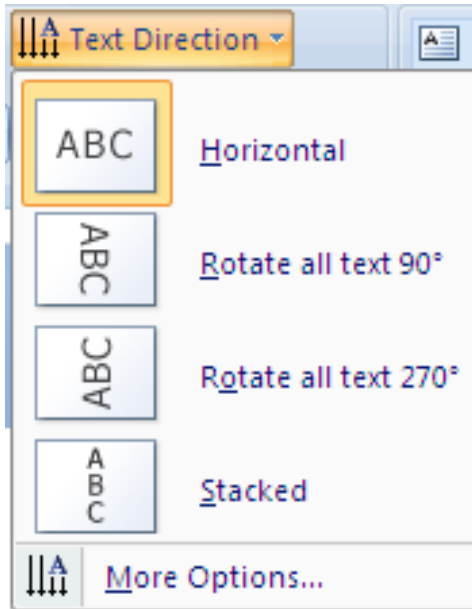 Text Direction
A
ABC
Horizontal
ABC
Rotate all text 90°
ABC
Rotate all text 270°
A
B
C
Stacked
A
More Options...